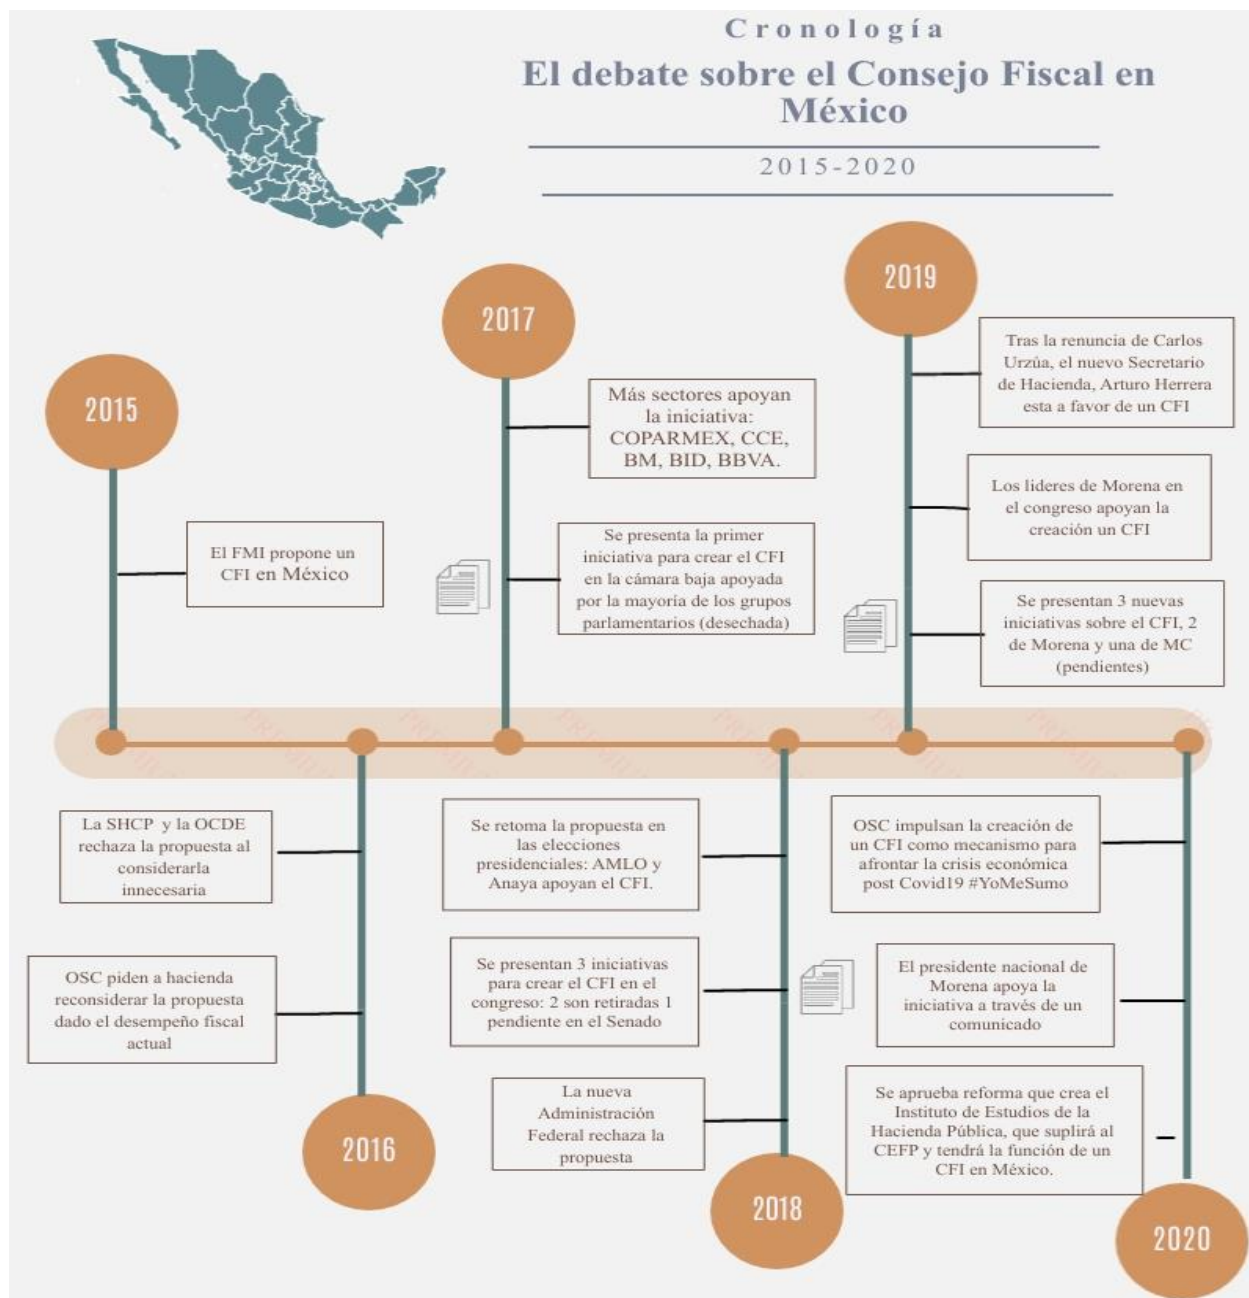 Cronología
El debate sobre el Consejo Fiscal en
México
2015-2020
2015
El FMI propone un
CFI en México
2016
La SHCP y la OCDE
rechaza la propuesta al
considerarla
innecesaria
OSC piden a hacienda
reconsiderar la propuesta
dado el desempeño fiscal
actual
2017
Más sectores apoyan
la iniciativa:
COPARMEX, CCE,
BM, BID, BBVA.
Se presenta la primer
iniciativa para crear el CFI
en la cámara baja apoyada
por la mayoría de los grupos
parlamentarios (desechada)
2018
Se retoma la propuesta en
las elecciones
presidenciales: AMLO y
Anaya apoyan el CFI.
Se presentan 3 iniciativas
para crear el CFI en el
congreso: 2 son retiradas 1
pendiente en el Senado
La nueva
Administración
Federal rechaza la
propuesta
2019
Tras la renuncia de Carlos
Urzúa, el nuevo Secretario
de Hacienda, Arturo Herrera
esta a favor de un CFI
Los lideres de Morena en
el congreso apoyan la
creación un CFI
Se presentan 3 nuevas
iniciativas sobre el CFI, 2
de Morena y una de MC
(pendientes)
2020
OSC impulsan la creación de
un CFI como mecanismo para
afrontar la crisis económica
post Covid19 #YoMeSumo
El presidente nacional de
Morena apoya la
iniciativa a través de un
comunicado
Se aprueba reforma que crea el
Instituto de Estudios de la
Hacienda Pública, que suplirá al
CEFP y tendrá la función de un
CFI en México.